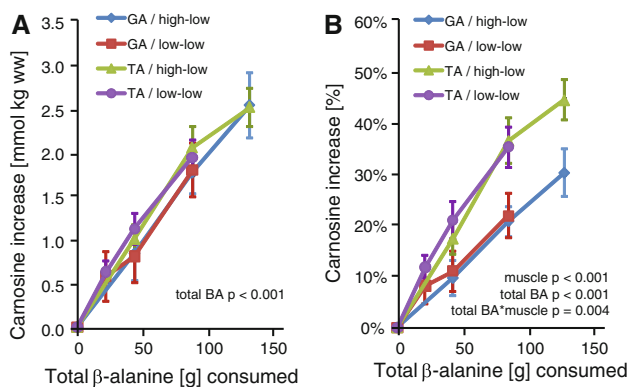 A
GA / high-low
GA / low-low
TA / high-low
TA / low-low
Carnosine increase [mmol kg ww]
3.5
3.0
2.5
2.0
1.5
1.0
0.5
0.0
total BA p < 0.001
0
50
100
150
Total β-alanine [g] consumed
B
GA / high-low
GA / low-low
TA / high-low
TA / low-low
Carnosine increase [%]
60%
50%
40%
30%
20%
10%
0%
muscle p < 0.001
total BA p < 0.001
total BA*muscle p = 0.004
0
50
100
150
Total β-alanine [g] consumed